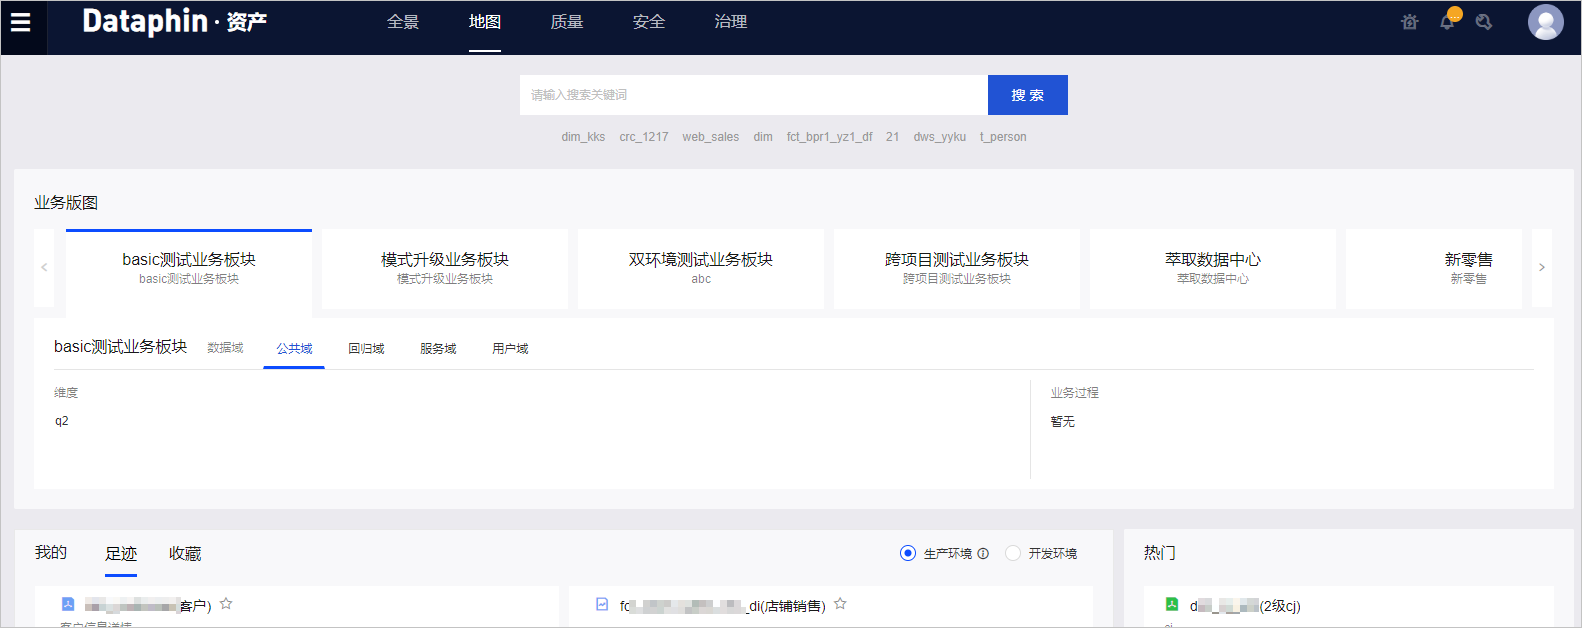 Dataphin · 资产 全景 地图 质量 安全 治理
请输入搜索关键词 搜 索
dim_kks crc_1217 web_sales dim fct_bpr1_yz1_df 21 dws_yyku t_person
业务版图
basic测试业务板块 模式升级业务板块 双环境测试业务板块 跨项目测试业务板块 萃取数据中心 新零售
basic测试业务板块 模式升级业务板块 abc 跨项目测试业务板块 萃取数据中心 新零售
basic测试业务板块 数据域 公共域 回归域 服务域 用户域
维度 业务过程
q2 暂无
我的 足迹 收藏 生产环境 开发环境 热门
客户) _di(店铺销售) (2级cj)
客户信息详情